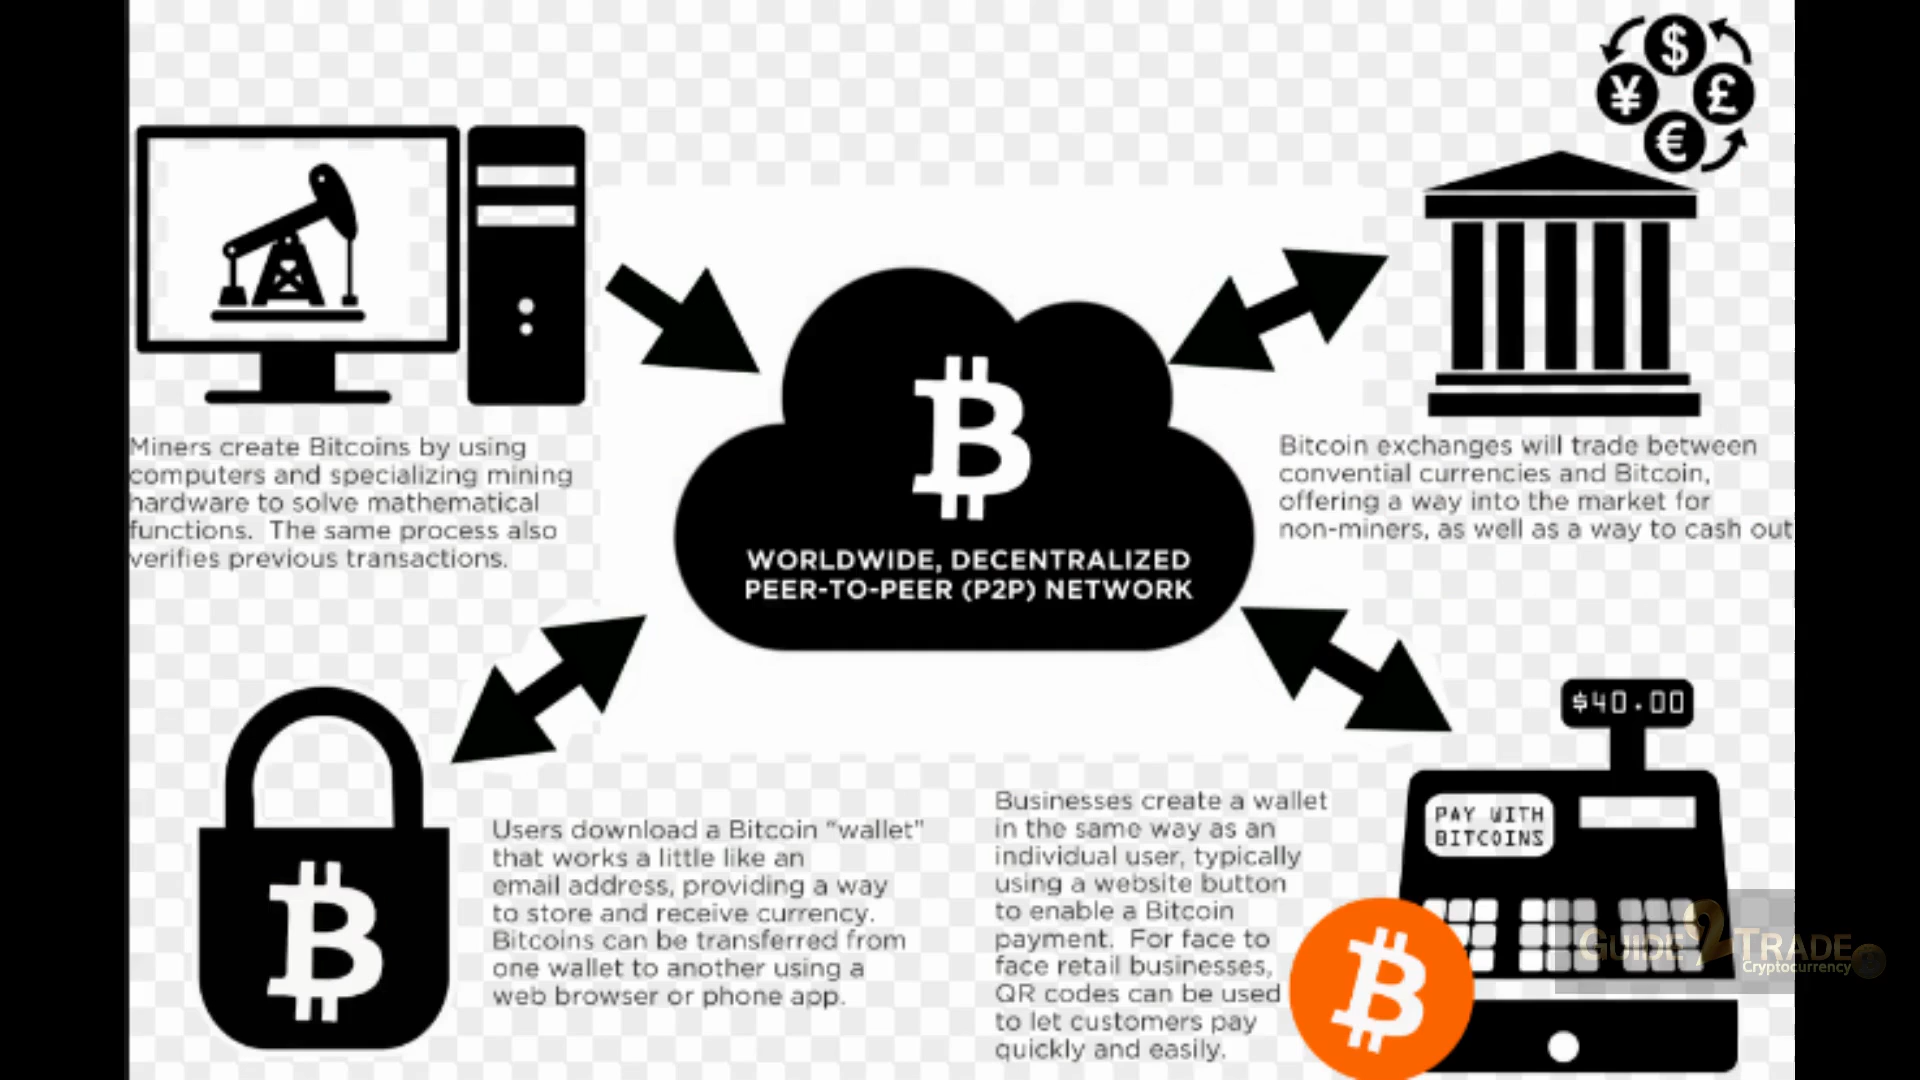 $
¥ £
€
Miners create Bitcoins by using
computers and specializing mining
hardware to solve mathematical
functions. The same process also
verifies previous transactions.
WORLDWIDE, DECENTRALIZED
PEER-TO-PEER (P2P) NETWORK
Bitcoin exchanges will trade between
convential currencies and Bitcoin,
offering a way into the market for
non-miners, as well as a way to cash out
Users download a Bitcoin “wallet”
that works a little like an
email address, providing a way
to store and receive currency.
Bitcoins can be transferred from
one wallet to another using a
web browser or phone app.
Businesses create a wallet
in the same way as an
individual user, typically
using a website button
to enable a Bitcoin
payment. For face to
face retail businesses,
QR codes can be used
to let customers pay
quickly and easily.
$40.00
PAY WITH
BITCOINS
GUIDE 2 TRADE
Cryptocurrency